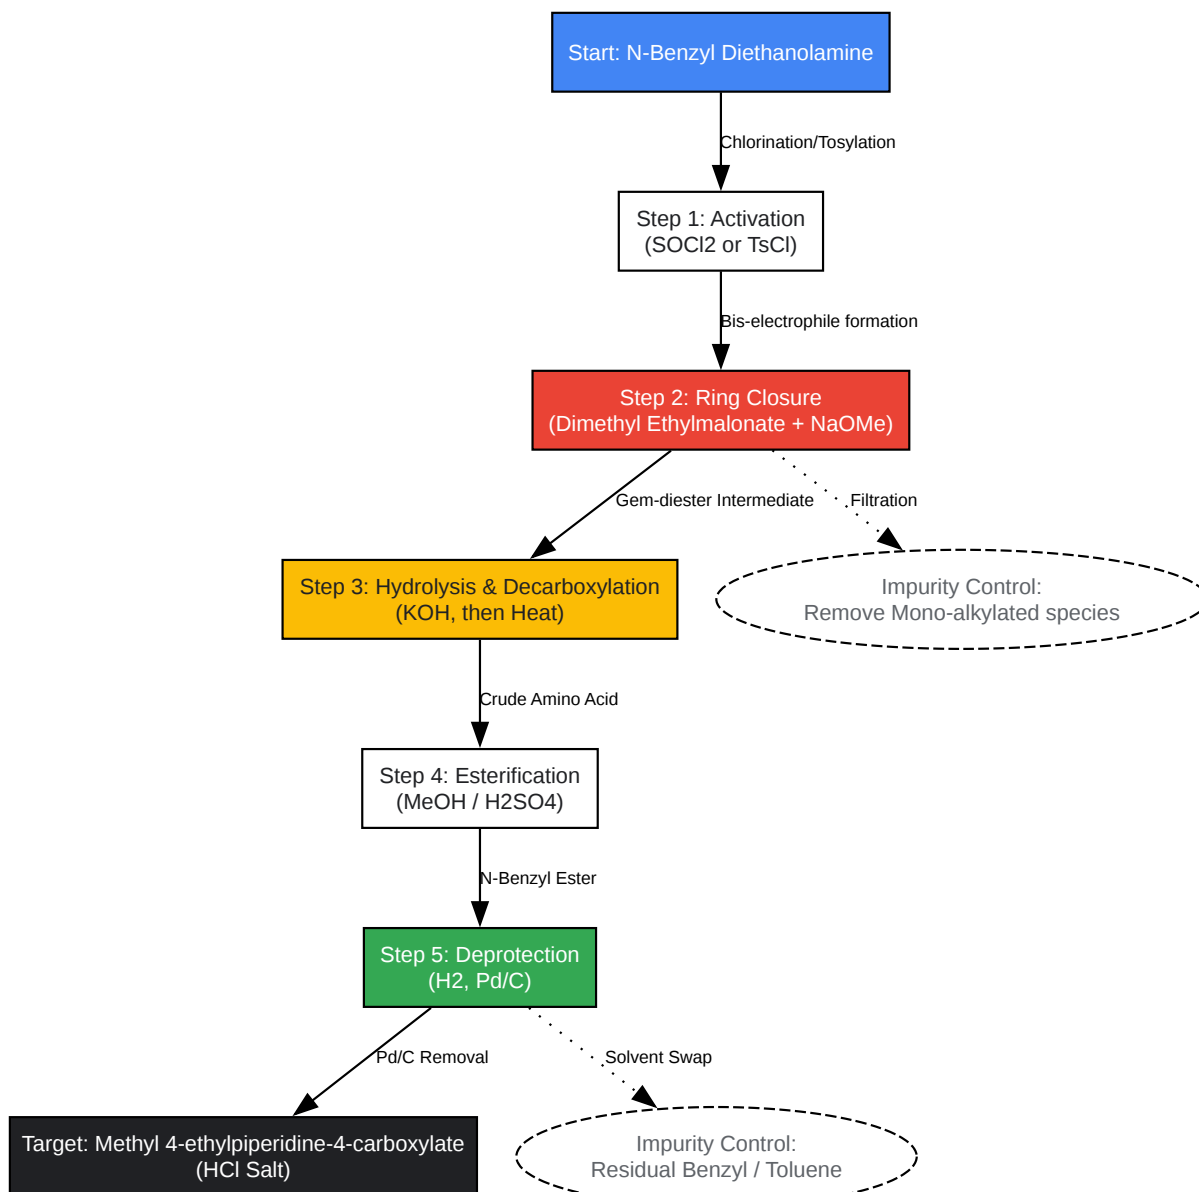 Start: N-Benzyl Diethanolamine
Chlorination/Tosylation
Step 1: Activation
(SOCl2 or TsCl)
Bis-electrophile formation
Step 2: Ring Closure
(Dimethyl Ethylmalonate + NaOMe)
Gem-diester Intermediate
Filtration
Step 3: Hydrolysis & Decarboxylation
(KOH, then Heat)
Impurity Control:
Remove Mono-alkylated species
Crude Amino Acid
Step 4: Esterification
(MeOH / H2SO4)
N-Benzyl Ester
Step 5: Deprotection
(H2, Pd/C)
Pd/C Removal
Solvent Swap
Target: Methyl 4-ethylpiperidine-4-carboxylate
(HCl Salt)
Impurity Control:
Residual Benzyl / Toluene